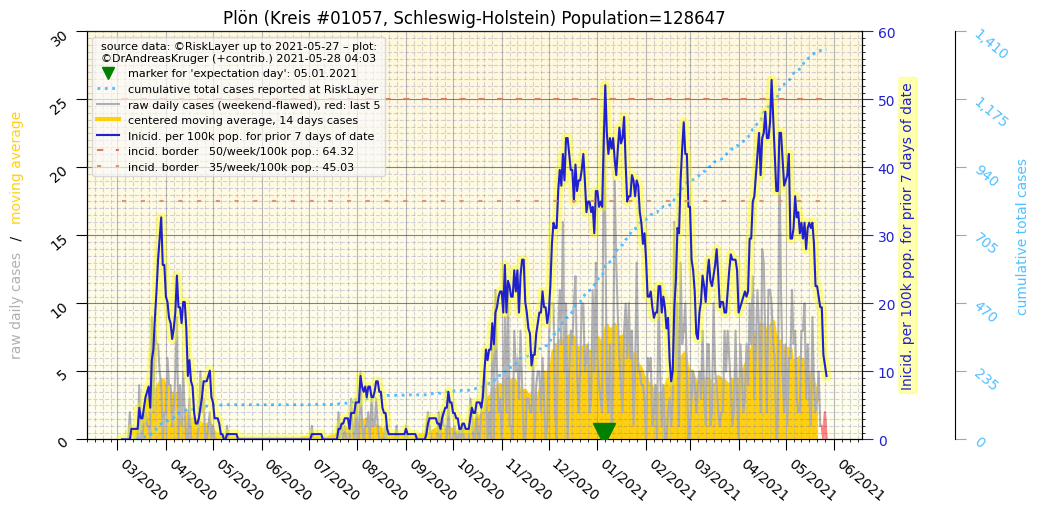 Plön (Kreis #01057, Schleswig-Holstein) Population=128647
source data: ©RiskLayer up to 2021-05-27 – plot:
©DrAndreasKruger (+contrib.) 2021-05-28 04:03
marker for 'expectation day': 05.01.2021
cumulative total cases reported at RiskLayer
raw daily cases (weekend-flawed), red: last 5
centered moving average, 14 days cases
Inicid. per 100k pop. for prior 7 days of date
incid. border   50/week/100k pop.: 64.32
incid. border   35/week/100k pop.: 45.03
raw daily cases / moving average
30
25
20
15
10
5
0
60
50
40
30
20
10
0
Inicid. per 100k pop. for prior 7 days of date
1,410
1,175
940
705
470
235
0
cumulative total cases
03/2020
04/2020
05/2020
06/2020
07/2020
08/2020
09/2020
10/2020
11/2020
12/2020
01/2021
02/2021
03/2021
04/2021
05/2021
06/2021